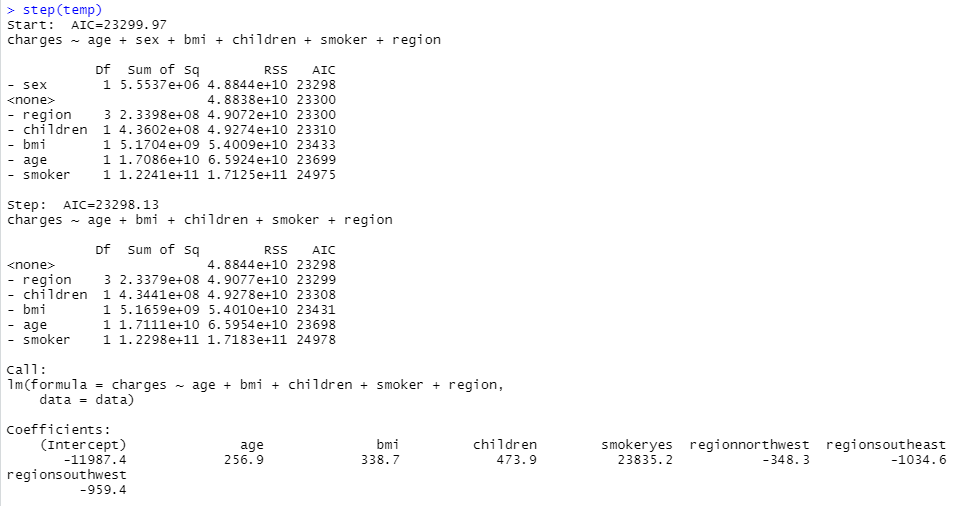 > step(temp)
Start:  AIC=23299.97
charges ~ age + sex + bmi + children + smoker + region

           Df  Sum of Sq        RSS   AIC
- sex       1 5.5537e+06 4.8844e+10 23298
<none>                   4.8838e+10 23300
- region    3 2.3398e+08 4.9072e+10 23300
- children  1 4.3602e+08 4.9274e+10 23310
- bmi       1 5.1704e+09 5.4009e+10 23433
- age       1 1.7086e+10 6.5924e+10 23699
- smoker    1 1.2241e+11 1.7125e+11 24975

Step:  AIC=23298.13
charges ~ age + bmi + children + smoker + region

           Df  Sum of Sq        RSS   AIC
<none>                   4.8844e+10 23298
- region    3 2.3379e+08 4.9077e+10 23299
- children  1 4.3441e+08 4.9278e+10 23308
- bmi       1 5.1659e+09 5.4010e+10 23431
- age       1 1.7111e+10 6.5954e+10 23698
- smoker    1 1.2298e+11 1.7183e+11 24978

Call:
lm(formula = charges ~ age + bmi + children + smoker + region,
    data = data)

Coefficients:
    (Intercept)              age              bmi         children        smokeryes  regionnorthwest  regionsoutheast
       -11987.4            256.9            338.7            473.9          23835.2           -348.3          -1034.6
regionsouthwest
         -959.4